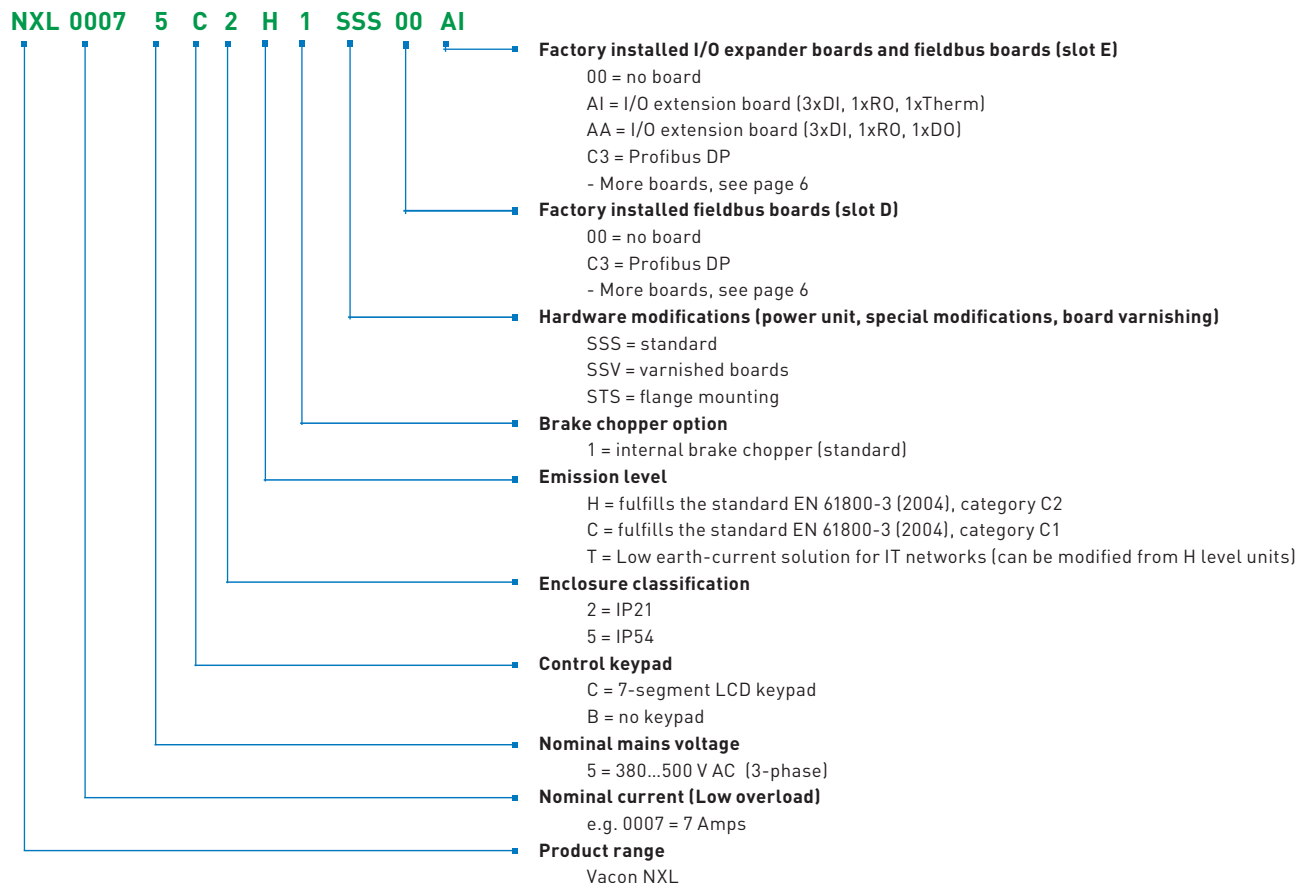 NXL 0007 5 C 2 H 1 SSS 00 AI
Factory installed I/O expander boards and fieldbus boards (slot E)
00 = no board
AI = I/O extension board (3xDI, 1xRO, 1xTherm)
AA = I/O extension board (3xDI, 1xRO, 1xDO)
C3 = Profibus DP
- More boards, see page 6
Factory installed fieldbus boards (slot D)
00 = no board
C3 = Profibus DP
- More boards, see page 6
Hardware modifications (power unit, special modifications, board varnishing)
SSS = standard
SSV = varnished boards
STS = flange mounting
Brake chopper option
1 = internal brake chopper (standard)
Emission level
H = fulfills the standard EN 61800-3 (2004), category C2
C = fulfills the standard EN 61800-3 (2004), category C1
T = Low earth-current solution for IT networks (can be modified from H level units)
Enclosure classification
2 = IP21
5 = IP54
Control keypad
C = 7-segment LCD keypad
B = no keypad
Nominal mains voltage
5 = 380...500 V AC (3-phase)
Nominal current (Low overload)
e.g. 0007 = 7 Amps
Product range
Vacon NXL